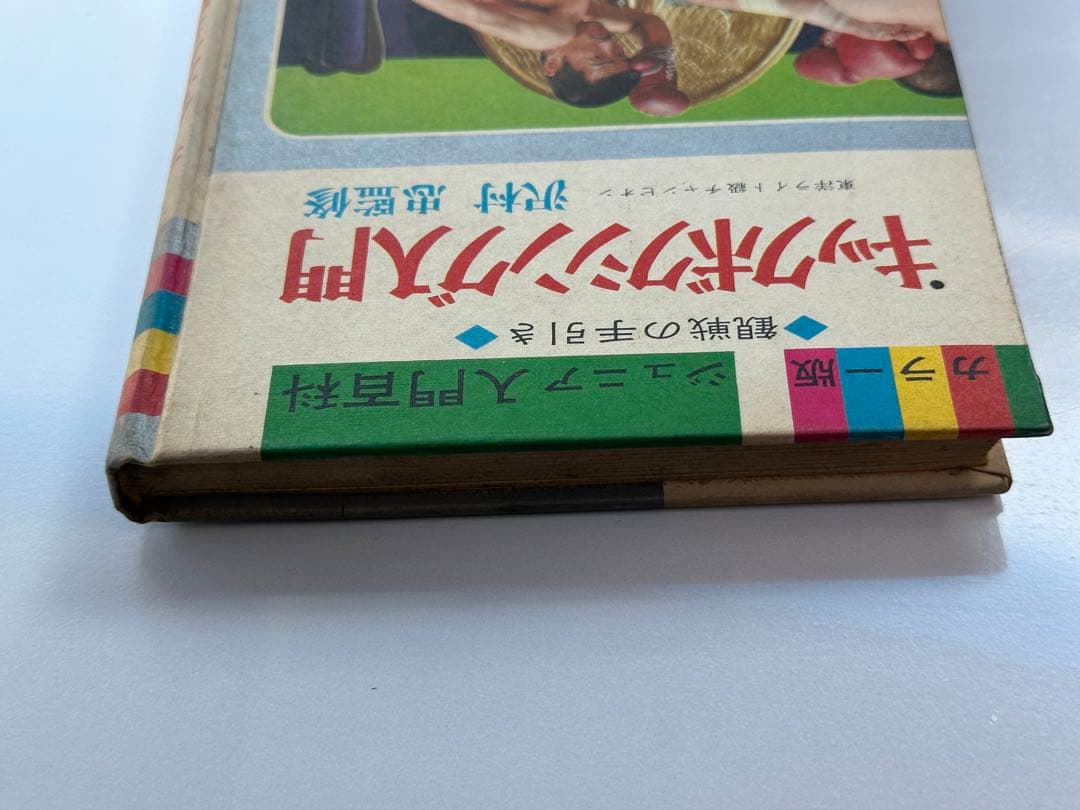 カラー版
ジュニア入門百科
◆観戦の手引き◆
キックボクシング入門
東洋ライト級チャンピオン 沢村 忠監修